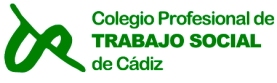 Colegio Profesional de
TRABAJO SOCIAL
de Cádiz